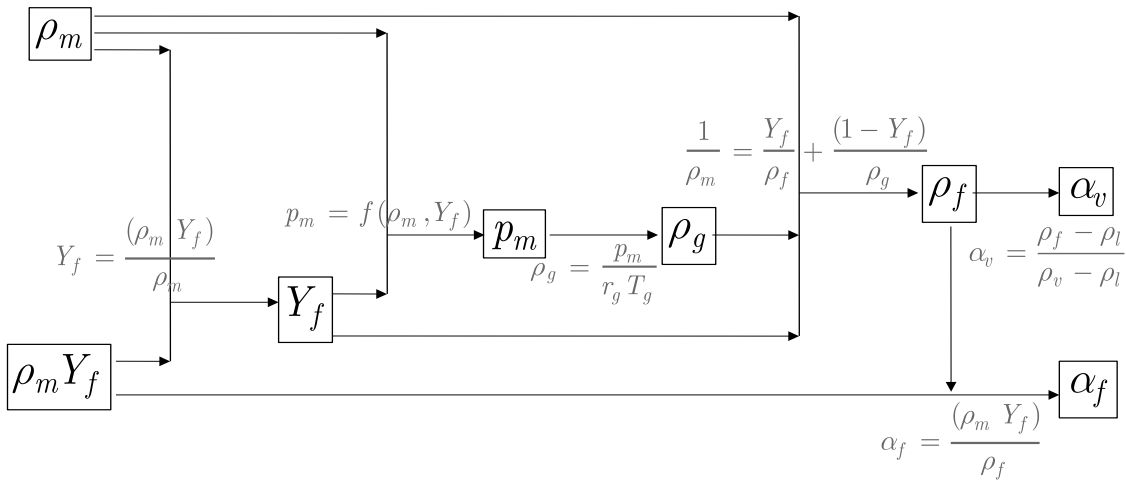 ρ_m
1/ρ_m = Y_f/ρ_f + (1 − Y_f)/ρ_g
ρ_f
α_v
p_m = f(ρ_m , Y_f)
p_m
ρ_g
Y_f = (ρ_m Y_f)/ρ_m
ρ_g = p_m/r_g T_g
α_v = ρ_f − ρ_l/ρ_v − ρ_l
Y_f
ρ_m Y_f
α_f
α_f = (ρ_m Y_f)/ρ_f